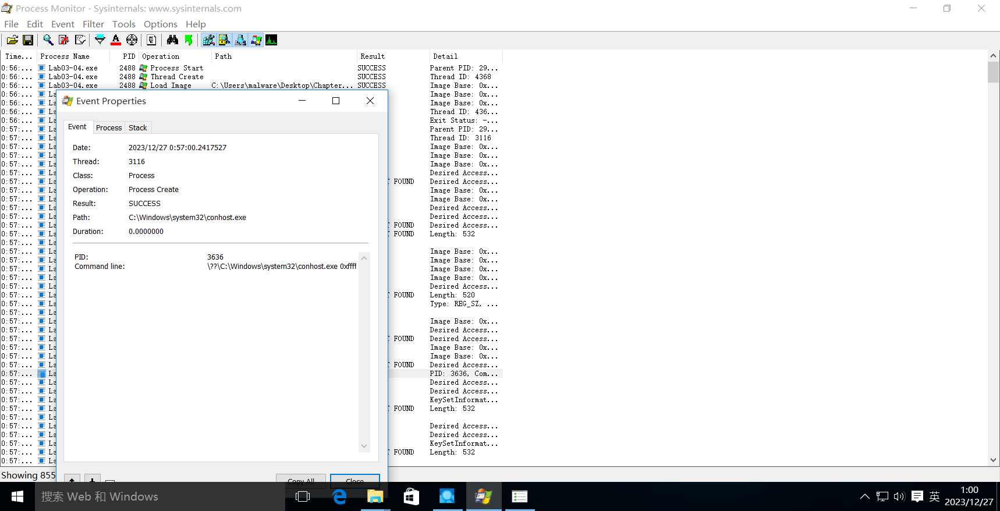 Process Monitor - Sysinternals: www.sysinternals.com
File Edit Event Filter Tools Options Help
Time... Process Name PID Operation Path Result Detail
0:56:... Lab03-04.exe 2488 Process Start SUCCESS Parent PID: 29...
0:56:... Lab03-04.exe 2488 Thread Create SUCCESS Thread ID: 4368
0:56:... Lab03-04.exe 2488 Load Image C:\Users\malware\Desktop\Chapter... SUCCESS Image Base: 0x...
0:56:... La Image Base: 0x...
0:56:... La Image Base: 0x...
0:56:... La Thread ID: 436...
0:56:... La Exit Status: -...
0:57:... La Parent PID: 29...
0:57:... La Thread ID: 3116
0:57:... La Image Base: 0x...
0:57:... La Image Base: 0x...
0:57:... La Image Base: 0x...
0:57:... La Desired Access...
0:57:... La FOUND Desired Access...
0:57:... La Image Base: 0x...
0:57:... La Image Base: 0x...
0:57:... La Desired Access...
0:57:... La Desired Access...
0:57:... La FOUND Desired Access...
0:57:... La FOUND Length: 532
0:57:... La
0:57:... La Image Base: 0x...
0:57:... La Image Base: 0x...
0:57:... La Image Base: 0x...
0:57:... La Image Base: 0x...
0:57:... La Desired Access...
0:57:... La FOUND Length: 520
0:57:... La Type: REG_SZ, ...
0:57:... La
0:57:... La Image Base: 0x...
0:57:... La Desired Access...
0:57:... La FOUND Desired Access...
0:57:... La Image Base: 0x...
0:57:... La Image Base: 0x...
0:57:... La FOUND Desired Access...
0:57:... La PID: 3636, Com...
0:57:... La Desired Access...
0:57:... La Desired Access...
0:57:... La KeySetInformat...
0:57:... La FOUND Length: 532
0:57:... La
0:57:... La Desired Access...
0:57:... La Desired Access...
0:57:... La KeySetInformat...
0:57:... La FOUND Length: 532
0:57:... La
Event Properties
Event Process Stack
Date: 2023/12/27 0:57:00.2417527
Thread: 3116
Class: Process
Operation: Process Create
Result: SUCCESS
Path: C:\Windows\system32\conhost.exe
Duration: 0.0000000
PID: 3636
Command line: \??\C:\Windows\system32\conhost.exe 0xffff
Copy All Close
Showing 855
搜索 Web 和 Windows
英
1:00
2023/12/27